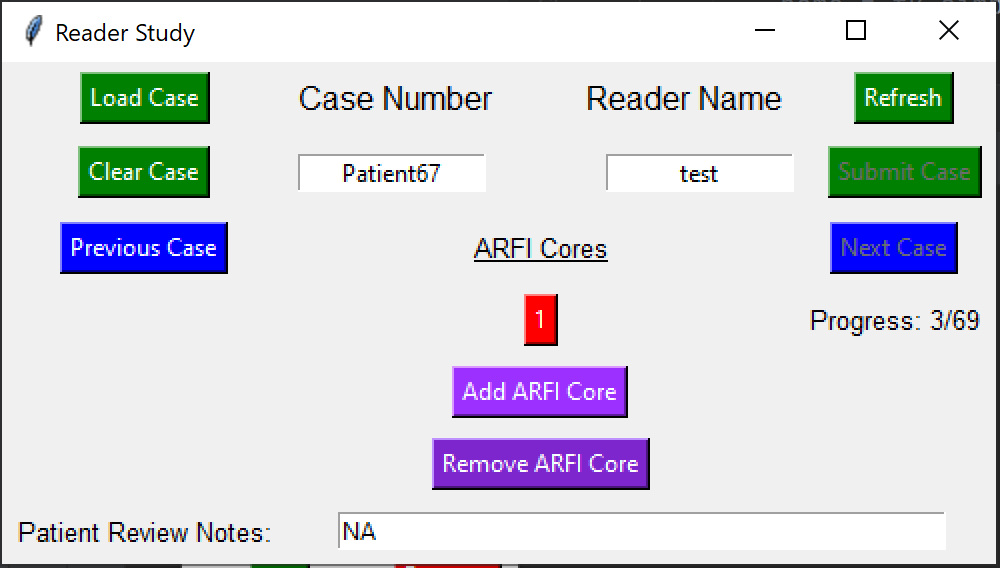 Reader Study
Load Case Case Number Reader Name Refresh
Clear Case Patient67 test Submit Case
Previous Case ARFI Cores Next Case
1
Progress: 3/69
Add ARFI Core
Remove ARFI Core
Patient Review Notes: NA